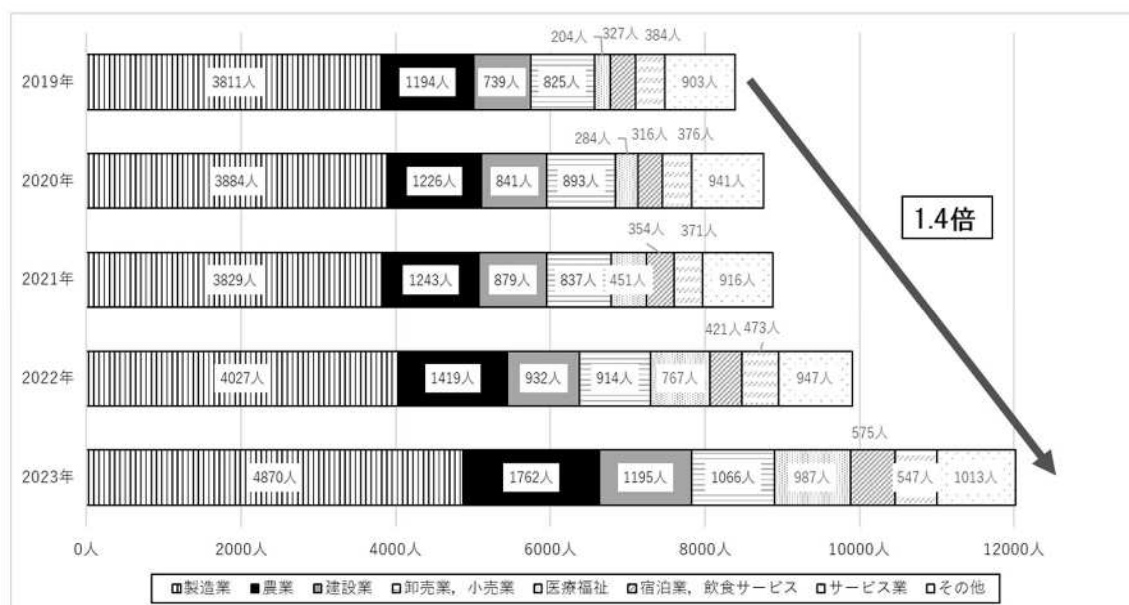 204人 327人 384人
2019年 3811人 1194人 739人 825人 903人
284人 316人 376人
2020年 3884人 1226人 841人 893人 941人
1.4倍
354人 371人
2021年 3829人 1243人 879人 837人 451人 916人
421人 473人
2022年 4027人 1419人 932人 914人 767人 947人
575人
2023年 4870人 1762人 1195人 1066人 987人 547人 1013人
0人 2000人 4000人 6000人 8000人 10000人 12000人
製造業 農業 建設業 卸売業，小売業 医療福祉 宿泊業，飲食サービス サービス業 その他